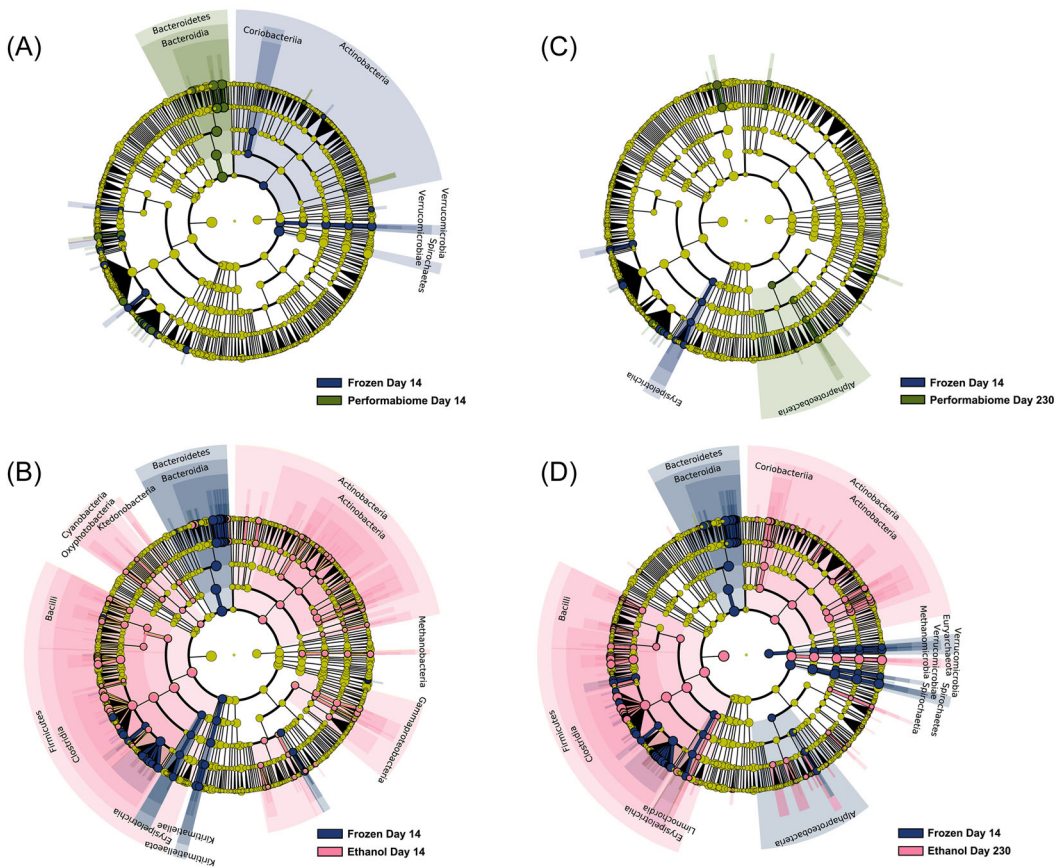 (A)
Bacteroidetes
Bacteroidia
Coriobacteriia
Actinobacteria
Verrucomicrobia
Verrucomicrobiae
Spirochaetes
Frozen Day 14
Performabiome Day 14
(C)
Erysipelotrichia
Alphaproteobacteria
Frozen Day 14
Performabiome Day 230
(B)
Bacteroidetes
Bacteroidia
Ktedonobacteria
Oxyphotobacteria
Cyanobacteria
Actinobacteria
Actinobacteria
Methanobacteria
Gammaproteobacteria
Bacilli
Firmicutes
Clostridia
Erysipelotrichia
Kiritimatiellaeota
Kiritimatiellae
Frozen Day 14
Ethanol Day 14
(D)
Bacteroidetes
Bacteroidia
Coriobacteriia
Actinobacteria
Actinobacteria
Verrucomicrobia
Euryarchaeota
Verrucomicrobiae
Methanomicrobia
Spirochaetes
Spirochaetia
Bacilli
Firmicutes
Clostridia
Erysipelotrichia
Limnochordia
Alphaproteobacteria
Frozen Day 14
Ethanol Day 230